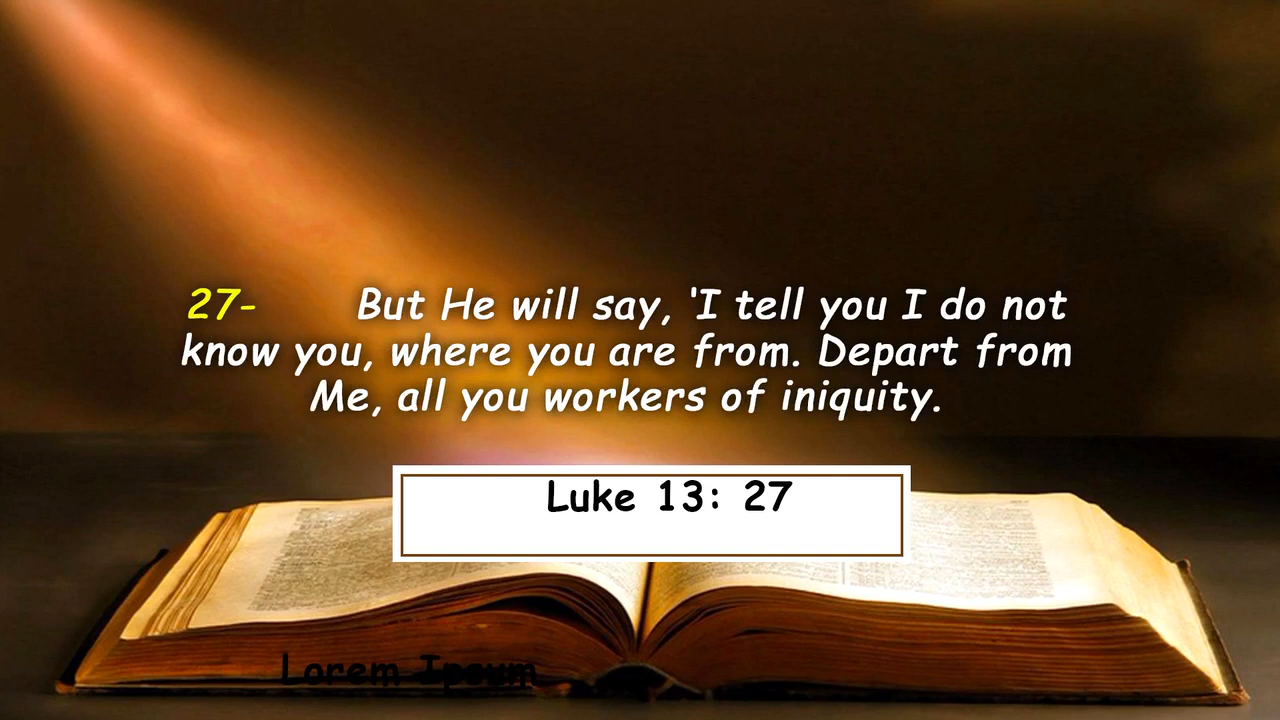 27- But He will say, 'I tell you I do not
know you, where you are from. Depart from
Me, all you workers of iniquity.
Luke 13: 27
Lorem Ipsum